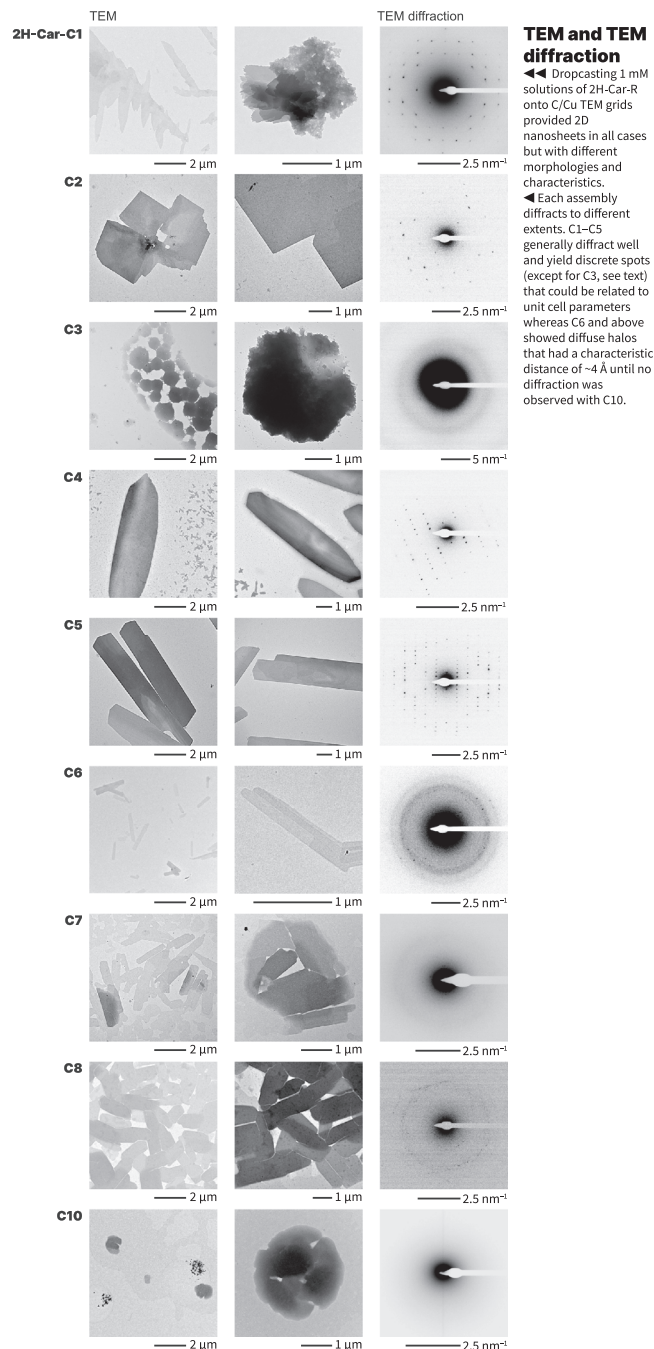 TEM
TEM diffraction
2H-Car-C1
2 μm
1 μm
2.5 nm⁻¹
C2
2 μm
1 μm
2.5 nm⁻¹
C3
2 μm
1 μm
5 nm⁻¹
C4
2 μm
1 μm
2.5 nm⁻¹
C5
2 μm
1 μm
2.5 nm⁻¹
C6
2 μm
1 μm
2.5 nm⁻¹
C7
2 μm
1 μm
2.5 nm⁻¹
C8
2 μm
1 μm
2.5 nm⁻¹
C10
2 μm
1 μm
2.5 nm⁻¹
TEM and TEM
diffraction
◀◀ Dropcasting 1 mM
solutions of 2H-Car-R
onto C/Cu TEM grids
provided 2D
nanosheets in all cases
but with different
morphologies and
characteristics.
◀ Each assembly
diffracts to different
extents. C1–C5
generally diffract well
and yield discrete spots
(except for C3, see text)
that could be related to
unit cell parameters
whereas C6 and above
showed diffuse halos
that had a characteristic
distance of ~4 Å until no
diffraction was
observed with C10.